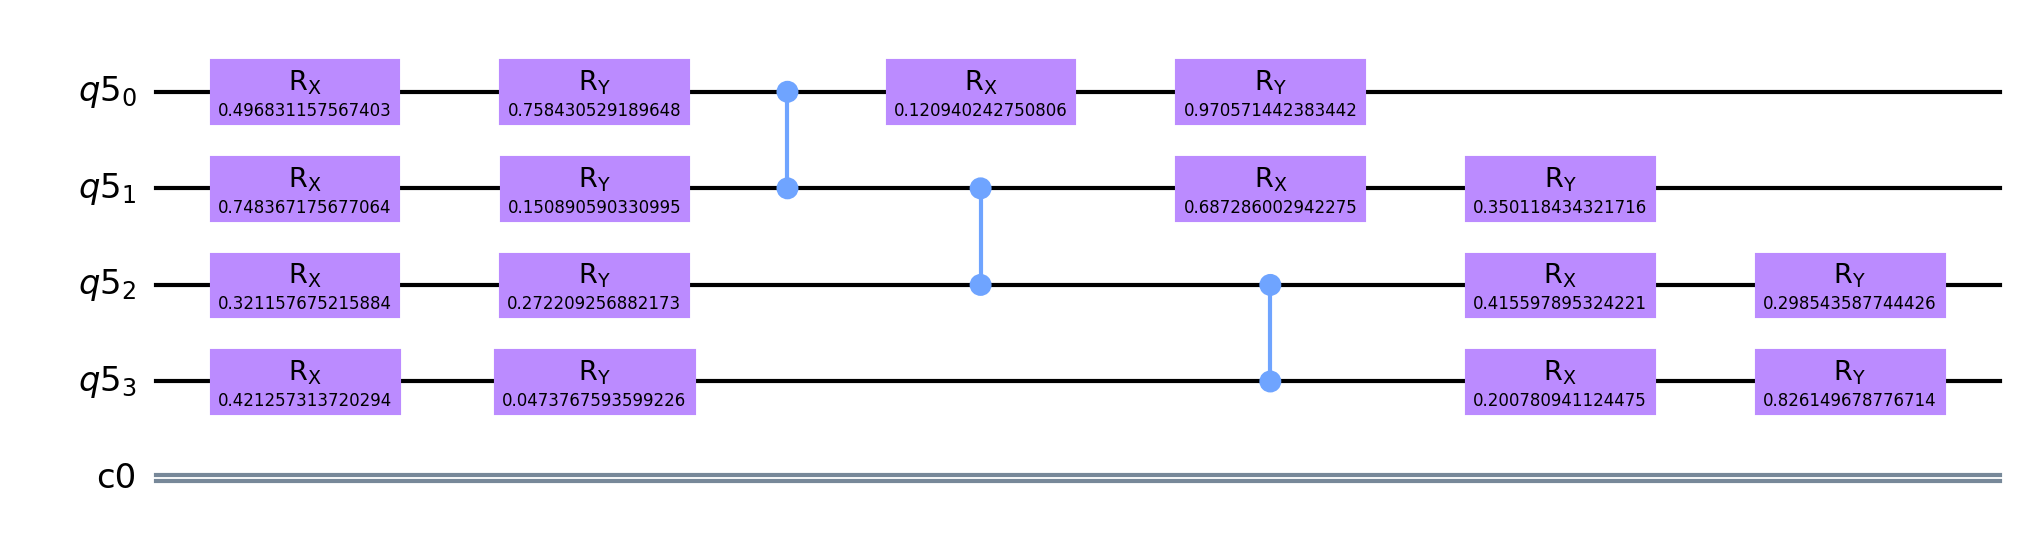 q5₀ R_X 0.496831157567403 R_Y 0.758430529189648 R_X 0.120940242750806 R_Y 0.970571442383442
q5₁ R_X 0.748367175677064 R_Y 0.150890590330995 R_X 0.687286002942275 R_Y 0.350118434321716
q5₂ R_X 0.321157675215884 R_Y 0.272209256882173 R_X 0.415597895324221 R_Y 0.298543587744426
q5₃ R_X 0.421257313720294 R_Y 0.0473767593599226 R_X 0.200780941124475 R_Y 0.826149678776714
c0